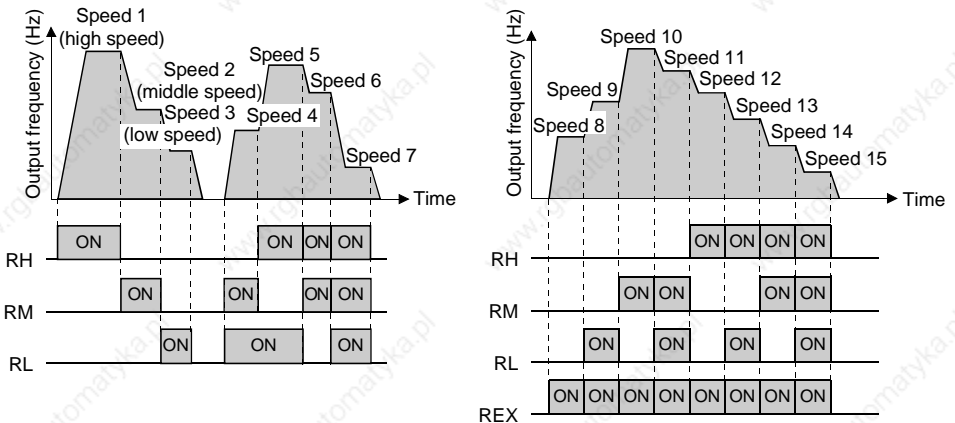 Output frequency (Hz)
Speed 1
(high speed)
Speed 2
(middle speed)
Speed 3
(low speed)
Speed 4
Speed 5
Speed 6
Speed 7
Time
RH
ON
ON
ON
ON
RM
ON
ON
ON
ON
RL
ON
ON
ON
Output frequency (Hz)
Speed 8
Speed 9
Speed 10
Speed 11
Speed 12
Speed 13
Speed 14
Speed 15
Time
RH
ON
ON
ON
ON
RM
ON
ON
ON
ON
RL
ON
ON
ON
ON
REX
ON
ON
ON
ON
ON
ON
ON
ON
www.rgbautomatyka.pl